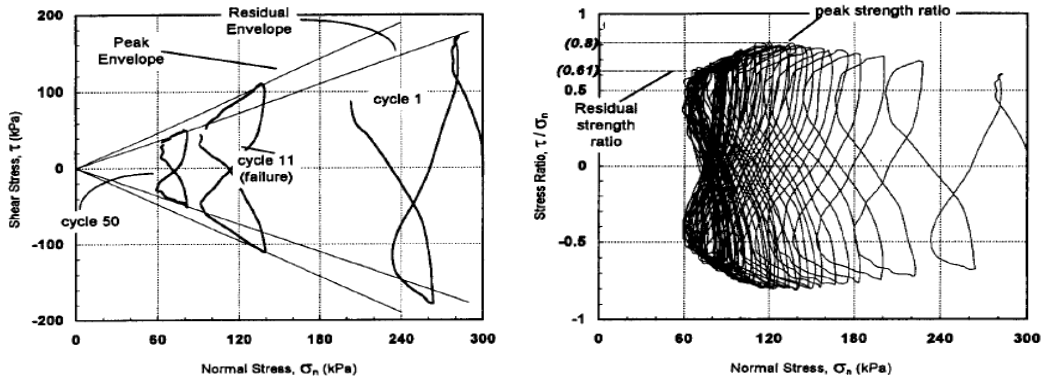 200
100
0
-100
-200
Shear Stress, τ (kPa)
Residual
Envelope
Peak
Envelope
cycle 1
cycle 11
(failure)
cycle 50
0 60 120 180 240 300
Normal Stress, σn (kPa)
1
(0.8)
(0.61)
0.5
0
-0.5
-1
Stress Ratio, τ / σn
peak strength ratio
Residual
strength
ratio
0 60 120 180 240 300
Normal Stress, σn (kPa)